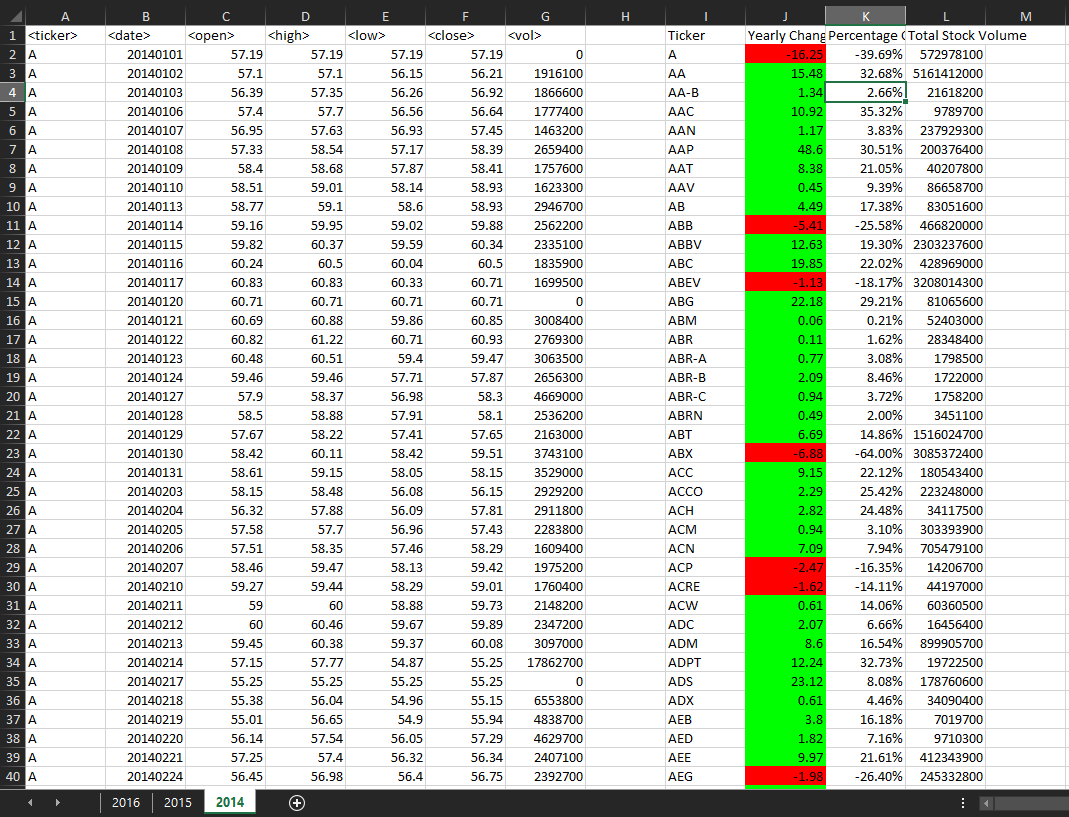 A B C D E F G H I J K L M
1 <ticker> <date> <open> <high> <low> <close> <vol> Ticker Yearly Chang Percentage C Total Stock Volume
2 A 20140101 57.19 57.19 57.19 57.19 0 A -16.25 -39.69% 572978100
3 A 20140102 57.1 57.1 56.15 56.21 1916100 AA 15.48 32.68% 5161412000
4 A 20140103 56.39 57.35 56.26 56.92 1866600 AA-B 1.34 2.66% 21618200
5 A 20140106 57.4 57.7 56.56 56.64 1777400 AAC 10.92 35.32% 9789700
6 A 20140107 56.95 57.63 56.93 57.45 1463200 AAN 1.17 3.83% 237929300
7 A 20140108 57.33 58.54 57.17 58.39 2659400 AAP 48.6 30.51% 200376400
8 A 20140109 58.4 58.68 57.87 58.41 1757600 AAT 8.38 21.05% 40207800
9 A 20140110 58.51 59.01 58.14 58.93 1623300 AAV 0.45 9.39% 86658700
10 A 20140113 58.77 59.1 58.6 58.93 2946700 AB 4.49 17.38% 83051600
11 A 20140114 59.16 59.95 59.02 59.88 2562200 ABB -5.41 -25.58% 466820000
12 A 20140115 59.82 60.37 59.59 60.34 2335100 ABBV 12.63 19.30% 2303237600
13 A 20140116 60.24 60.5 60.04 60.5 1835900 ABC 19.85 22.02% 428969000
14 A 20140117 60.83 60.83 60.33 60.71 1699500 ABEV -1.13 -18.17% 3208014300
15 A 20140120 60.71 60.71 60.71 60.71 0 ABG 22.18 29.21% 81065600
16 A 20140121 60.69 60.88 59.86 60.85 3008400 ABM 0.06 0.21% 52403000
17 A 20140122 60.82 61.22 60.71 60.93 2769300 ABR 0.11 1.62% 28348400
18 A 20140123 60.48 60.51 59.4 59.47 3063500 ABR-A 0.77 3.08% 1798500
19 A 20140124 59.46 59.46 57.71 57.87 2656300 ABR-B 2.09 8.46% 1722000
20 A 20140127 57.9 58.37 56.98 58.3 4669000 ABR-C 0.94 3.72% 1758200
21 A 20140128 58.5 58.88 57.91 58.1 2536200 ABRN 0.49 2.00% 3451100
22 A 20140129 57.67 58.22 57.41 57.65 2163000 ABT 6.69 14.86% 1516024700
23 A 20140130 58.42 60.11 58.42 59.51 3743100 ABX -6.88 -64.00% 3085372400
24 A 20140131 58.61 59.15 58.05 58.15 3529000 ACC 9.15 22.12% 180543400
25 A 20140203 58.15 58.48 56.08 56.15 2929200 ACCO 2.29 25.42% 223248000
26 A 20140204 56.32 57.88 56.09 57.81 2911800 ACH 2.82 24.48% 34117500
27 A 20140205 57.58 57.7 56.96 57.43 2283800 ACM 0.94 3.10% 303393900
28 A 20140206 57.51 58.35 57.46 58.29 1609400 ACN 7.09 7.94% 705479100
29 A 20140207 58.46 59.47 58.13 59.42 1975200 ACP -2.47 -16.35% 14206700
30 A 20140210 59.27 59.44 58.29 59.01 1760400 ACRE -1.62 -14.11% 44197000
31 A 20140211 59 60 58.88 59.73 2148200 ACW 0.61 14.06% 60360500
32 A 20140212 60 60.46 59.67 59.89 2347200 ADC 2.07 6.66% 16456400
33 A 20140213 59.45 60.38 59.37 60.08 3097000 ADM 8.6 16.54% 899905700
34 A 20140214 57.15 57.77 54.87 55.25 17862700 ADPT 12.24 32.73% 19722500
35 A 20140217 55.25 55.25 55.25 55.25 0 ADS 23.12 8.08% 178760600
36 A 20140218 55.38 56.04 54.96 55.15 6553800 ADX 0.61 4.46% 34090400
37 A 20140219 55.01 56.65 54.9 55.94 4838700 AEB 3.8 16.18% 7019700
38 A 20140220 56.14 57.54 56.05 57.29 4629700 AED 1.82 7.16% 9710300
39 A 20140221 57.25 57.4 56.32 56.34 2407100 AEE 9.97 21.61% 412343900
40 A 20140224 56.45 56.98 56.4 56.75 2392700 AEG -1.98 -26.40% 245332800
2016 2015 2014